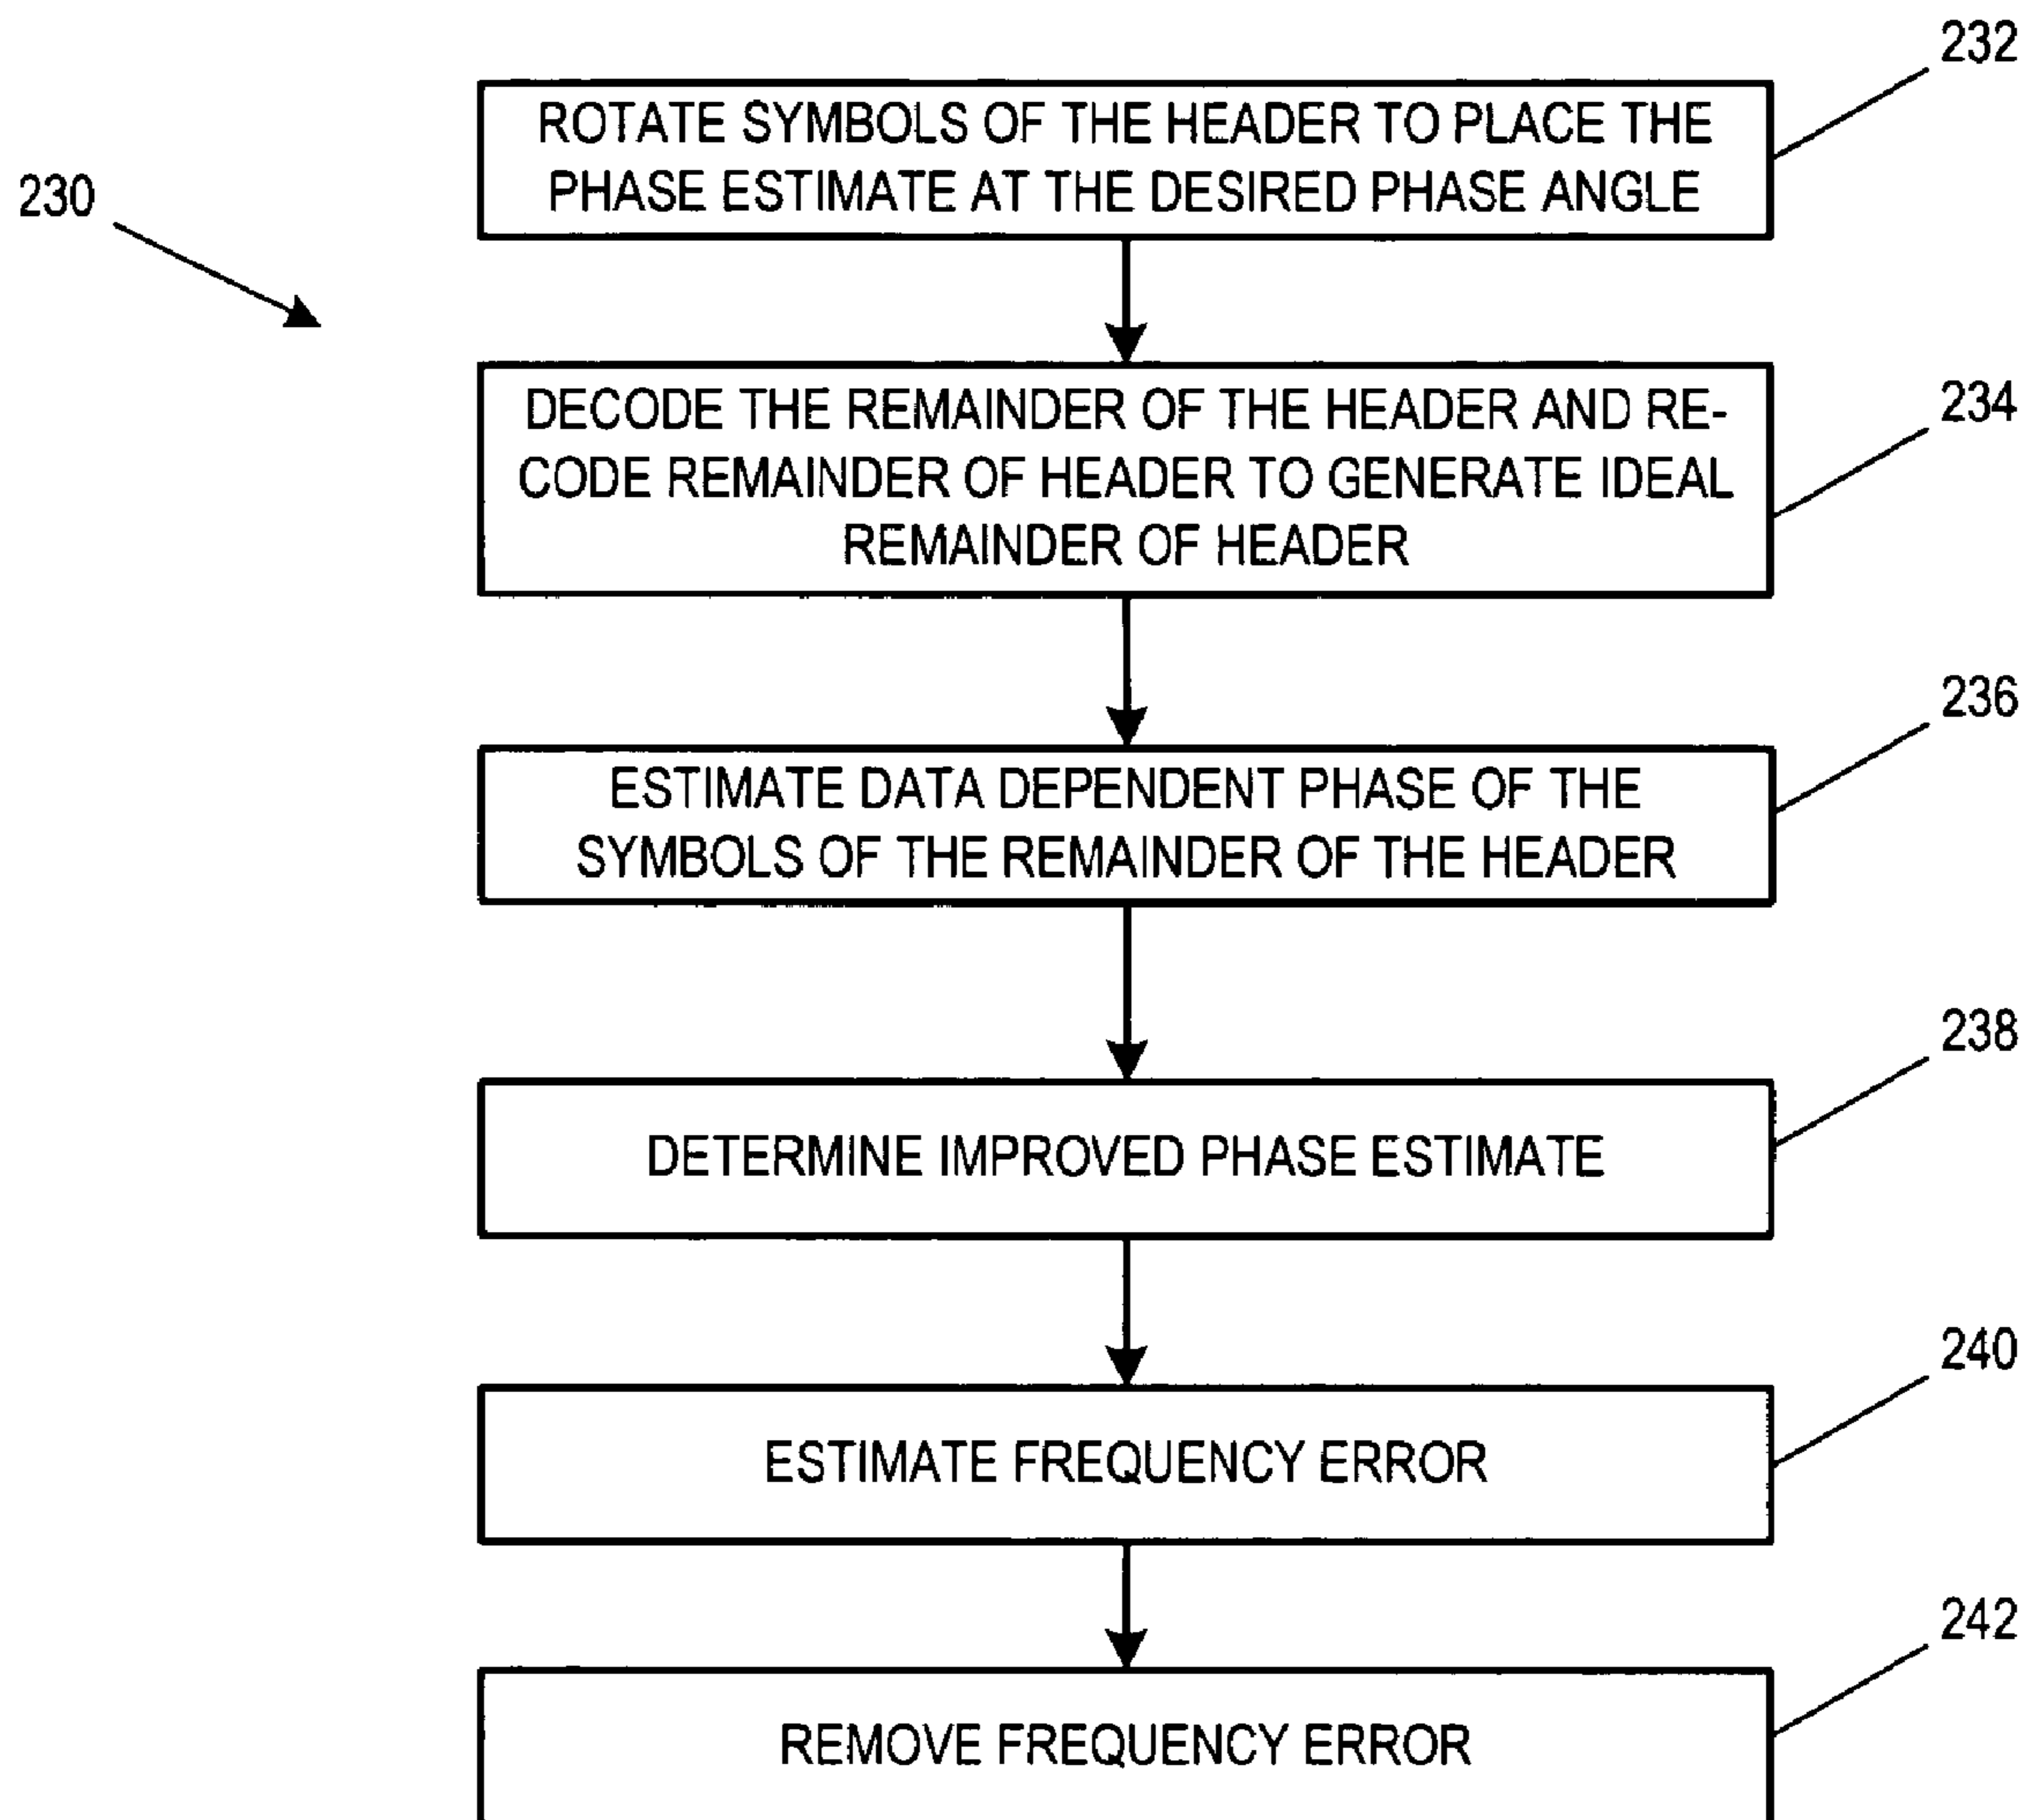 232
ROTATE SYMBOLS OF THE HEADER TO PLACE THE
PHASE ESTIMATE AT THE DESIRED PHASE ANGLE
230
DECODE THE REMAINDER OF THE HEADER AND RE-
CODE REMAINDER OF HEADER TO GENERATE IDEAL
REMAINDER OF HEADER
234
ESTIMATE DATA DEPENDENT PHASE OF THE
SYMBOLS OF THE REMAINDER OF THE HEADER
236
DETERMINE IMPROVED PHASE ESTIMATE
238
ESTIMATE FREQUENCY ERROR
240
REMOVE FREQUENCY ERROR
242